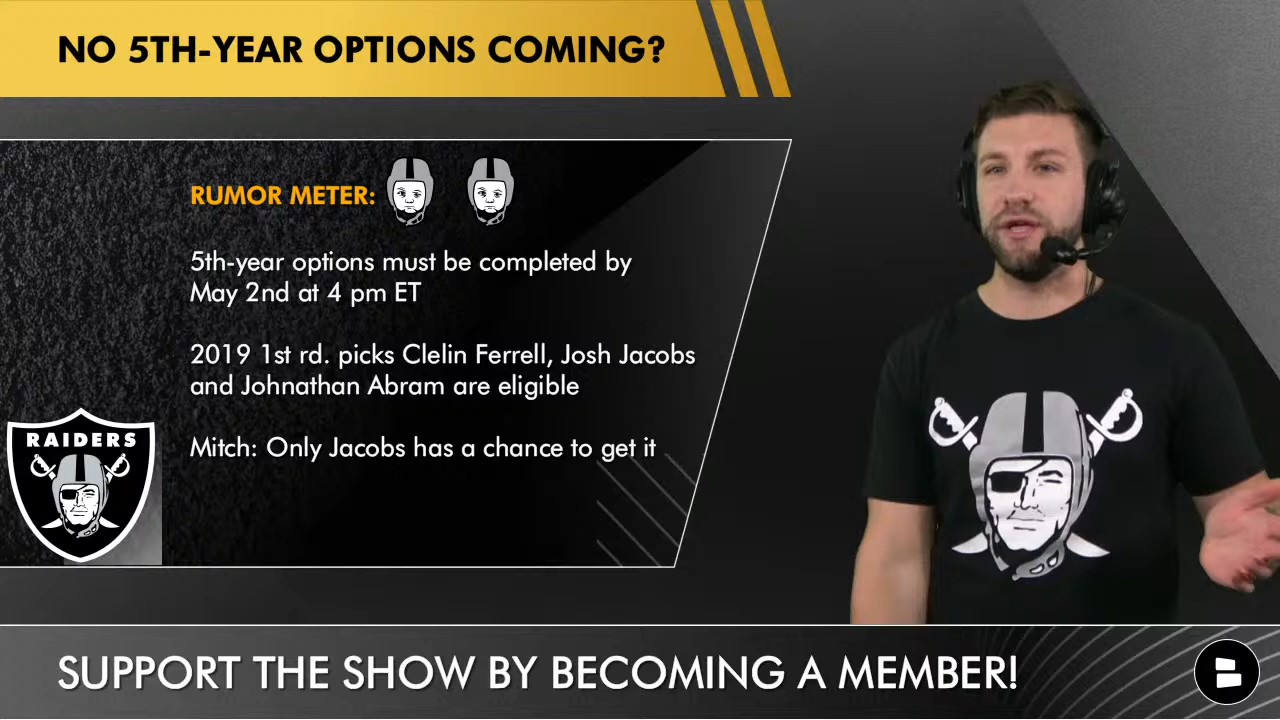 NO 5TH-YEAR OPTIONS COMING?
RUMOR METER:
5th-year options must be completed by
May 2nd at 4 pm ET
2019 1st rd. picks Clelin Ferrell, Josh Jacobs
and Johnathan Abram are eligible
RAIDERS
Mitch: Only Jacobs has a chance to get it
SUPPORT THE SHOW BY BECOMING A MEMBER!